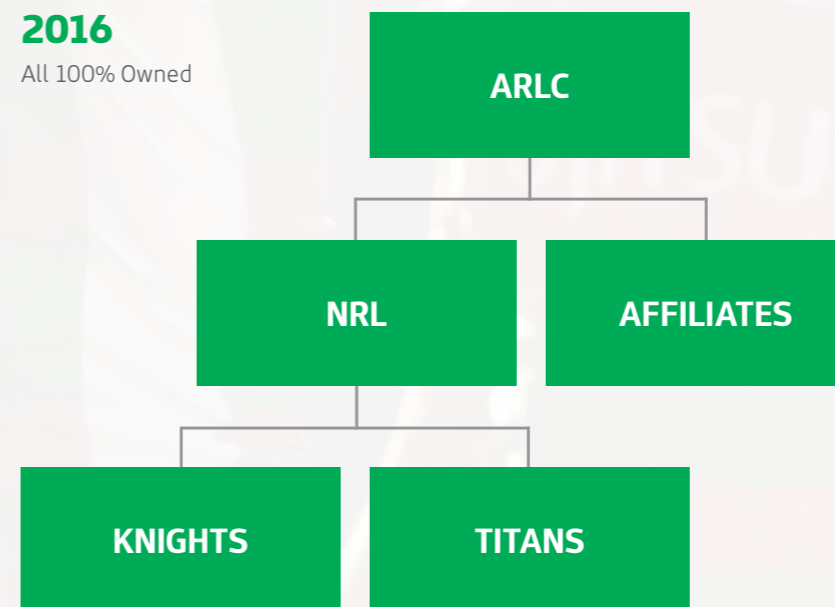 2016
All 100% Owned
ARLC
NRL
AFFILIATES
KNIGHTS
TITANS